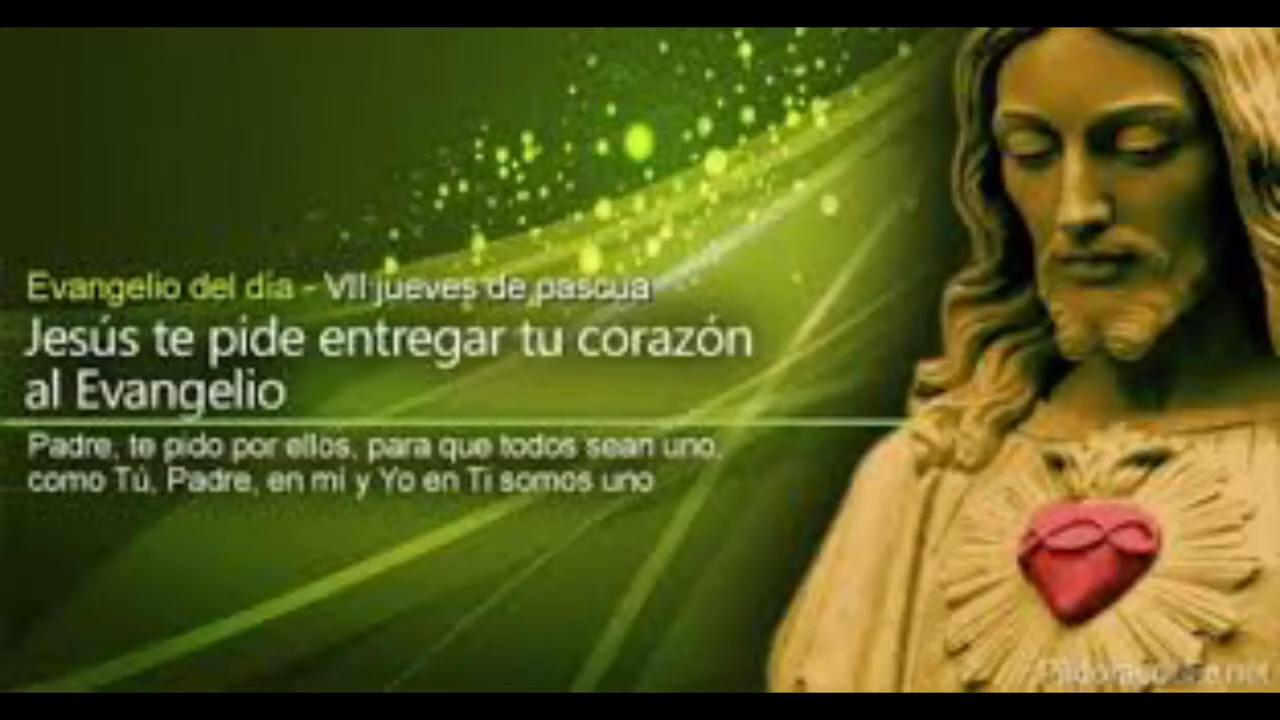 Evangelio del día - VII jueves de pascua
Jesús te pide entregar tu corazón
al Evangelio
Padre, te pido por ellos, para que todos sean uno,
como Tú, Padre, en mí y Yo en Ti somos uno